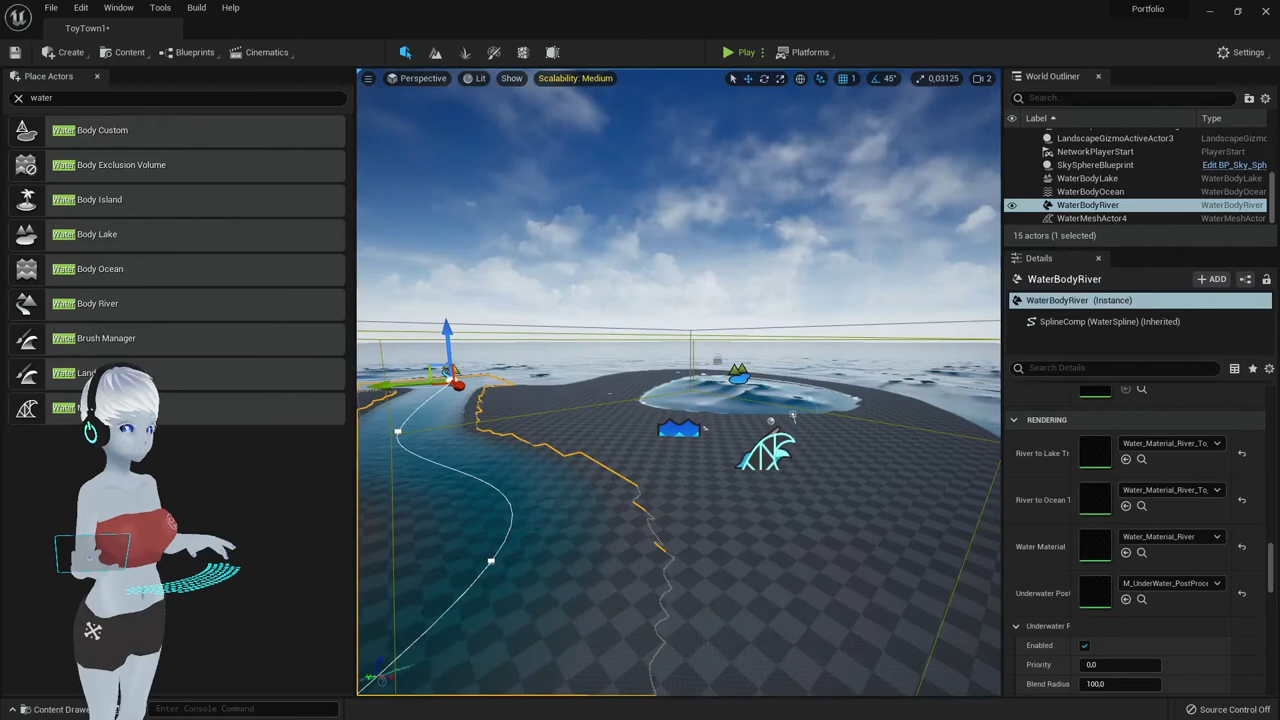 File Edit Window Tools Build Help
Portfolio
ToyTown1•
Create Content Blueprints Cinematics Play Platforms Settings
Place Actors
water
Water Body Custom
Water Body Exclusion Volume
Water Body Island
Water Body Lake
Water Body Ocean
Water Body River
Water Brush Manager
Perspective Lit Show Scalability: Medium
1 45° 0,03125 2
World Outliner
Search...
Label Type
LandscapeGizmoActiveActor3 LandscapeGizmo
NetworkPlayerStart PlayerStart
SkySphereBlueprint Edit BP_Sky_Sph
WaterBodyLake WaterBodyLake
WaterBodyOcean WaterBodyOcear
WaterBodyRiver WaterBodyRiver
WaterMeshActor4 WaterMeshActor
15 actors (1 selected)
Details
WaterBodyRiver
ADD
WaterBodyRiver (Instance)
SplineComp (WaterSpline) (Inherited)
Search Details
RENDERING
River to Lake Tr Water_Material_River_To_
River to Ocean T Water_Material_River_To_
Water Material Water_Material_River
Underwater Post M_UnderWater_PostProce
Underwater F
Enabled
Priority 0,0
Blend Radius 100,0
Content Drawe
Enter Console Command
Source Control Off